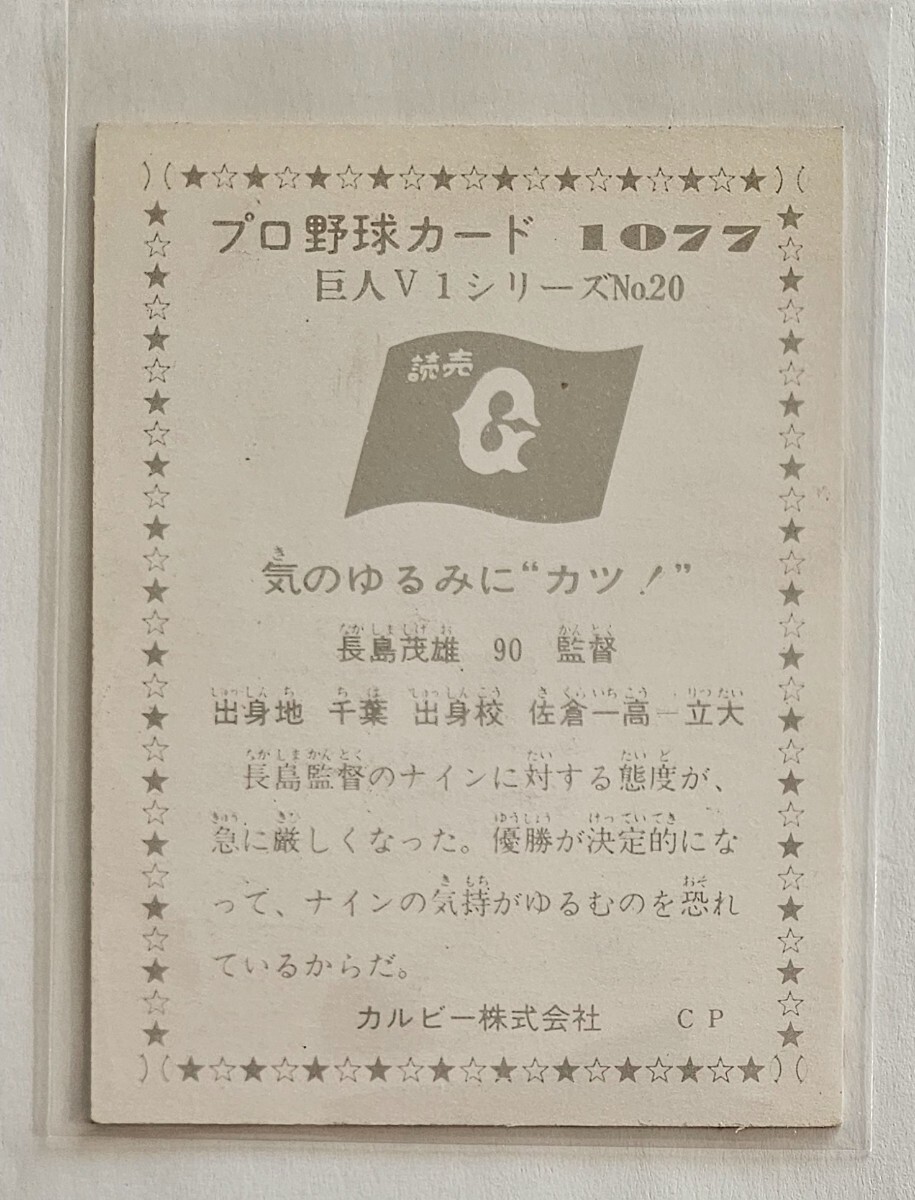 プロ野球カード 1077
巨人V1シリーズNo.20
読売
G
気のゆるみに“カツ！”
長島茂雄 90 監督
出身地 千葉 出身校 佐倉一高－立大
長島監督のナインに対する態度が、
急に厳しくなった。優勝が決定的にな
って、ナインの気持がゆるむのを恐れ
ているからだ。
カルビー株式会社 CP